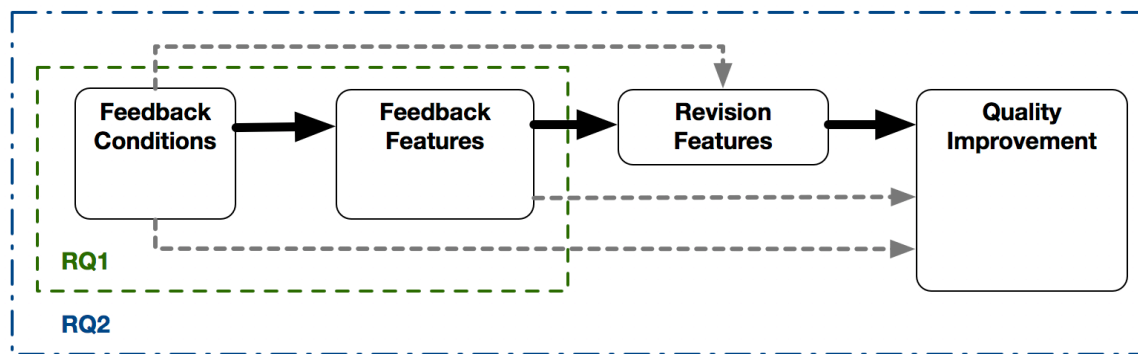 Feedback
Conditions
Feedback
Features
Revision
Features
Quality
Improvement
RQ1
RQ2